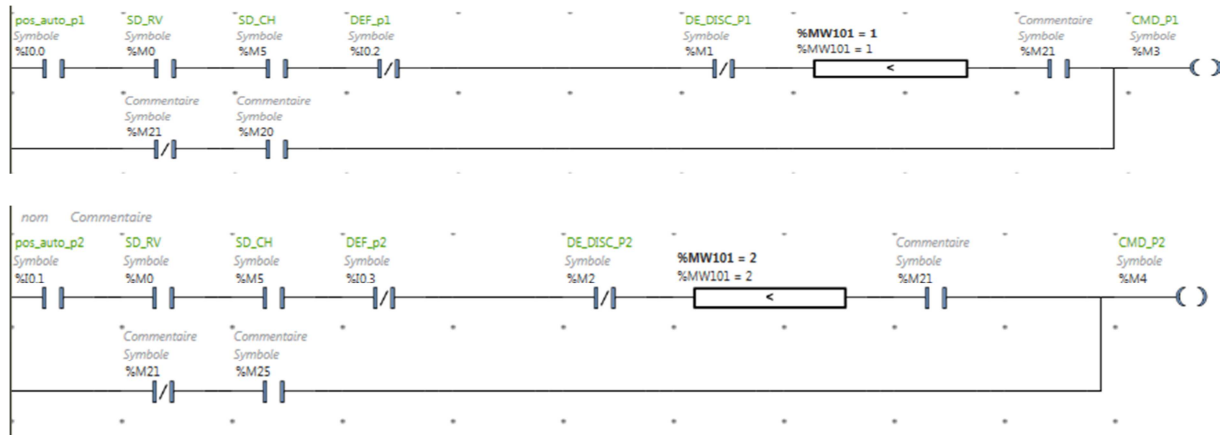 pos_auto_p1 SD_RV SD_CH DEF_p1 DE_DISC_P1 Commentaire CMD_P1
Symbole Symbole Symbole Symbole Symbole %MW101 = 1 Symbole Symbole
%I0.0 %M0 %M5 %I0.2 %M1 %MW101 = 1 %M21 %M3
<
Commentaire Commentaire
Symbole Symbole
%M21 %M20
nom Commentaire
pos_auto_p2 SD_RV SD_CH DEF_p2 DE_DISC_P2 Commentaire CMD_P2
Symbole Symbole Symbole Symbole Symbole %MW101 = 2 Symbole Symbole
%I0.1 %M0 %M5 %I0.3 %M2 %MW101 = 2 %M21 %M4
<
Commentaire Commentaire
Symbole Symbole
%M21 %M25